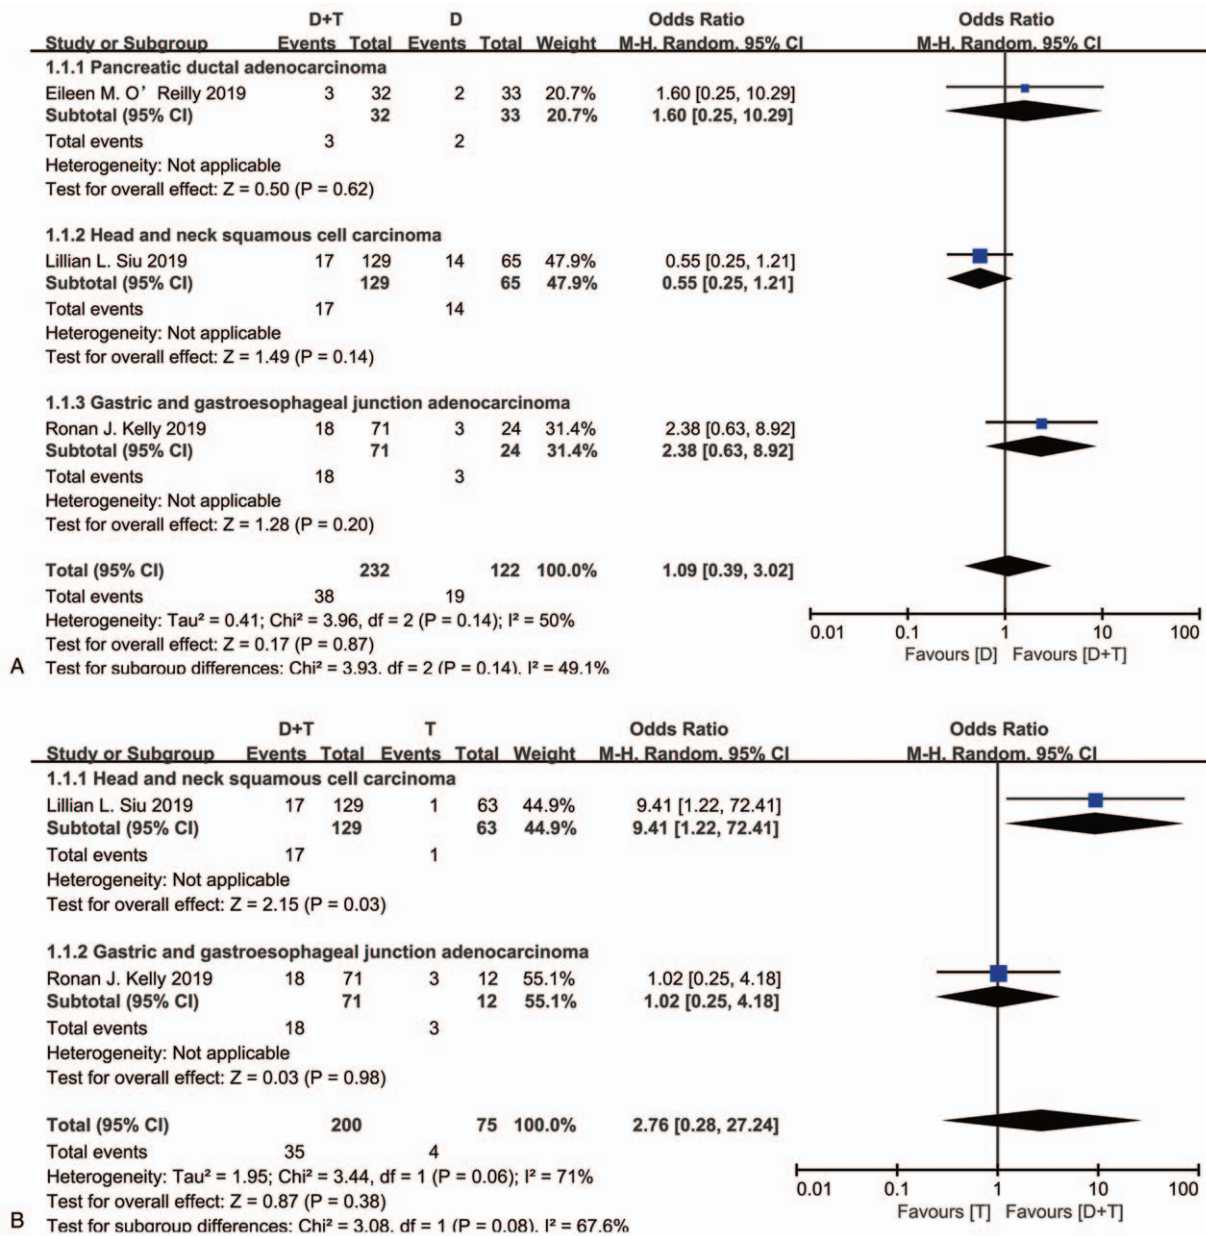 D+T D Odds Ratio Odds Ratio
Study or Subgroup Events Total Events Total Weight M-H. Random. 95% CI M-H. Random. 95% CI
1.1.1 Pancreatic ductal adenocarcinoma
Eileen M. O' Reilly 2019 3 32 2 33 20.7% 1.60 [0.25, 10.29]
Subtotal (95% CI) 32 33 20.7% 1.60 [0.25, 10.29]
Total events 3 2
Heterogeneity: Not applicable
Test for overall effect: Z = 0.50 (P = 0.62)
1.1.2 Head and neck squamous cell carcinoma
Lillian L. Siu 2019 17 129 14 65 47.9% 0.55 [0.25, 1.21]
Subtotal (95% CI) 129 65 47.9% 0.55 [0.25, 1.21]
Total events 17 14
Heterogeneity: Not applicable
Test for overall effect: Z = 1.49 (P = 0.14)
1.1.3 Gastric and gastroesophageal junction adenocarcinoma
Ronan J. Kelly 2019 18 71 3 24 31.4% 2.38 [0.63, 8.92]
Subtotal (95% CI) 71 24 31.4% 2.38 [0.63, 8.92]
Total events 18 3
Heterogeneity: Not applicable
Test for overall effect: Z = 1.28 (P = 0.20)
Total (95% CI) 232 122 100.0% 1.09 [0.39, 3.02]
Total events 38 19
Heterogeneity: Tau² = 0.41; Chi² = 3.96, df = 2 (P = 0.14); I² = 50%
Test for overall effect: Z = 0.17 (P = 0.87)
Test for subgroup differences: Chi² = 3.93. df = 2 (P = 0.14). I² = 49.1%
0.01 0.1 1 10 100
Favours [D] Favours [D+T]
A
D+T T Odds Ratio Odds Ratio
Study or Subgroup Events Total Events Total Weight M-H. Random. 95% CI M-H. Random. 95% CI
1.1.1 Head and neck squamous cell carcinoma
Lillian L. Siu 2019 17 129 1 63 44.9% 9.41 [1.22, 72.41]
Subtotal (95% CI) 129 63 44.9% 9.41 [1.22, 72.41]
Total events 17 1
Heterogeneity: Not applicable
Test for overall effect: Z = 2.15 (P = 0.03)
1.1.2 Gastric and gastroesophageal junction adenocarcinoma
Ronan J. Kelly 2019 18 71 3 12 55.1% 1.02 [0.25, 4.18]
Subtotal (95% CI) 71 12 55.1% 1.02 [0.25, 4.18]
Total events 18 3
Heterogeneity: Not applicable
Test for overall effect: Z = 0.03 (P = 0.98)
Total (95% CI) 200 75 100.0% 2.76 [0.28, 27.24]
Total events 35 4
Heterogeneity: Tau² = 1.95; Chi² = 3.44, df = 1 (P = 0.06); I² = 71%
Test for overall effect: Z = 0.87 (P = 0.38)
Test for subgroup differences: Chi² = 3.08. df = 1 (P = 0.08). I² = 67.6%
0.01 0.1 1 10 100
Favours [T] Favours [D+T]
B